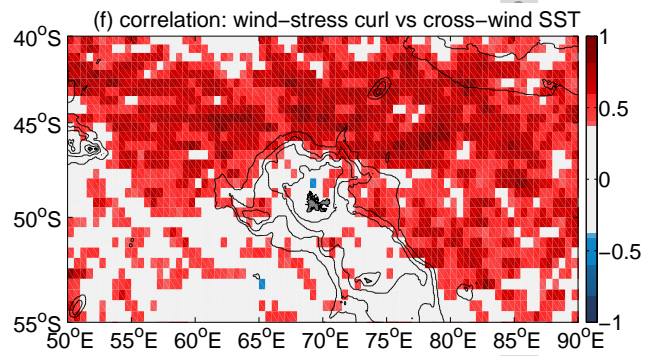 (f) correlation: wind−stress curl vs cross−wind SST
40°S
45°S
50°S
55°S
50°E 55°E 60°E 65°E 70°E 75°E 80°E 85°E 90°E
1
0.5
0
−0.5
−1